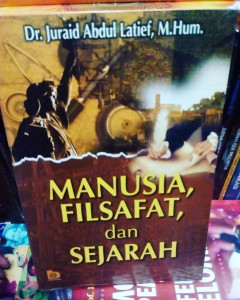 Dr. Juraid Abdul Latief, M.Hum.
MANUSIA,
FILSAFAT,
dan
SEJARAH